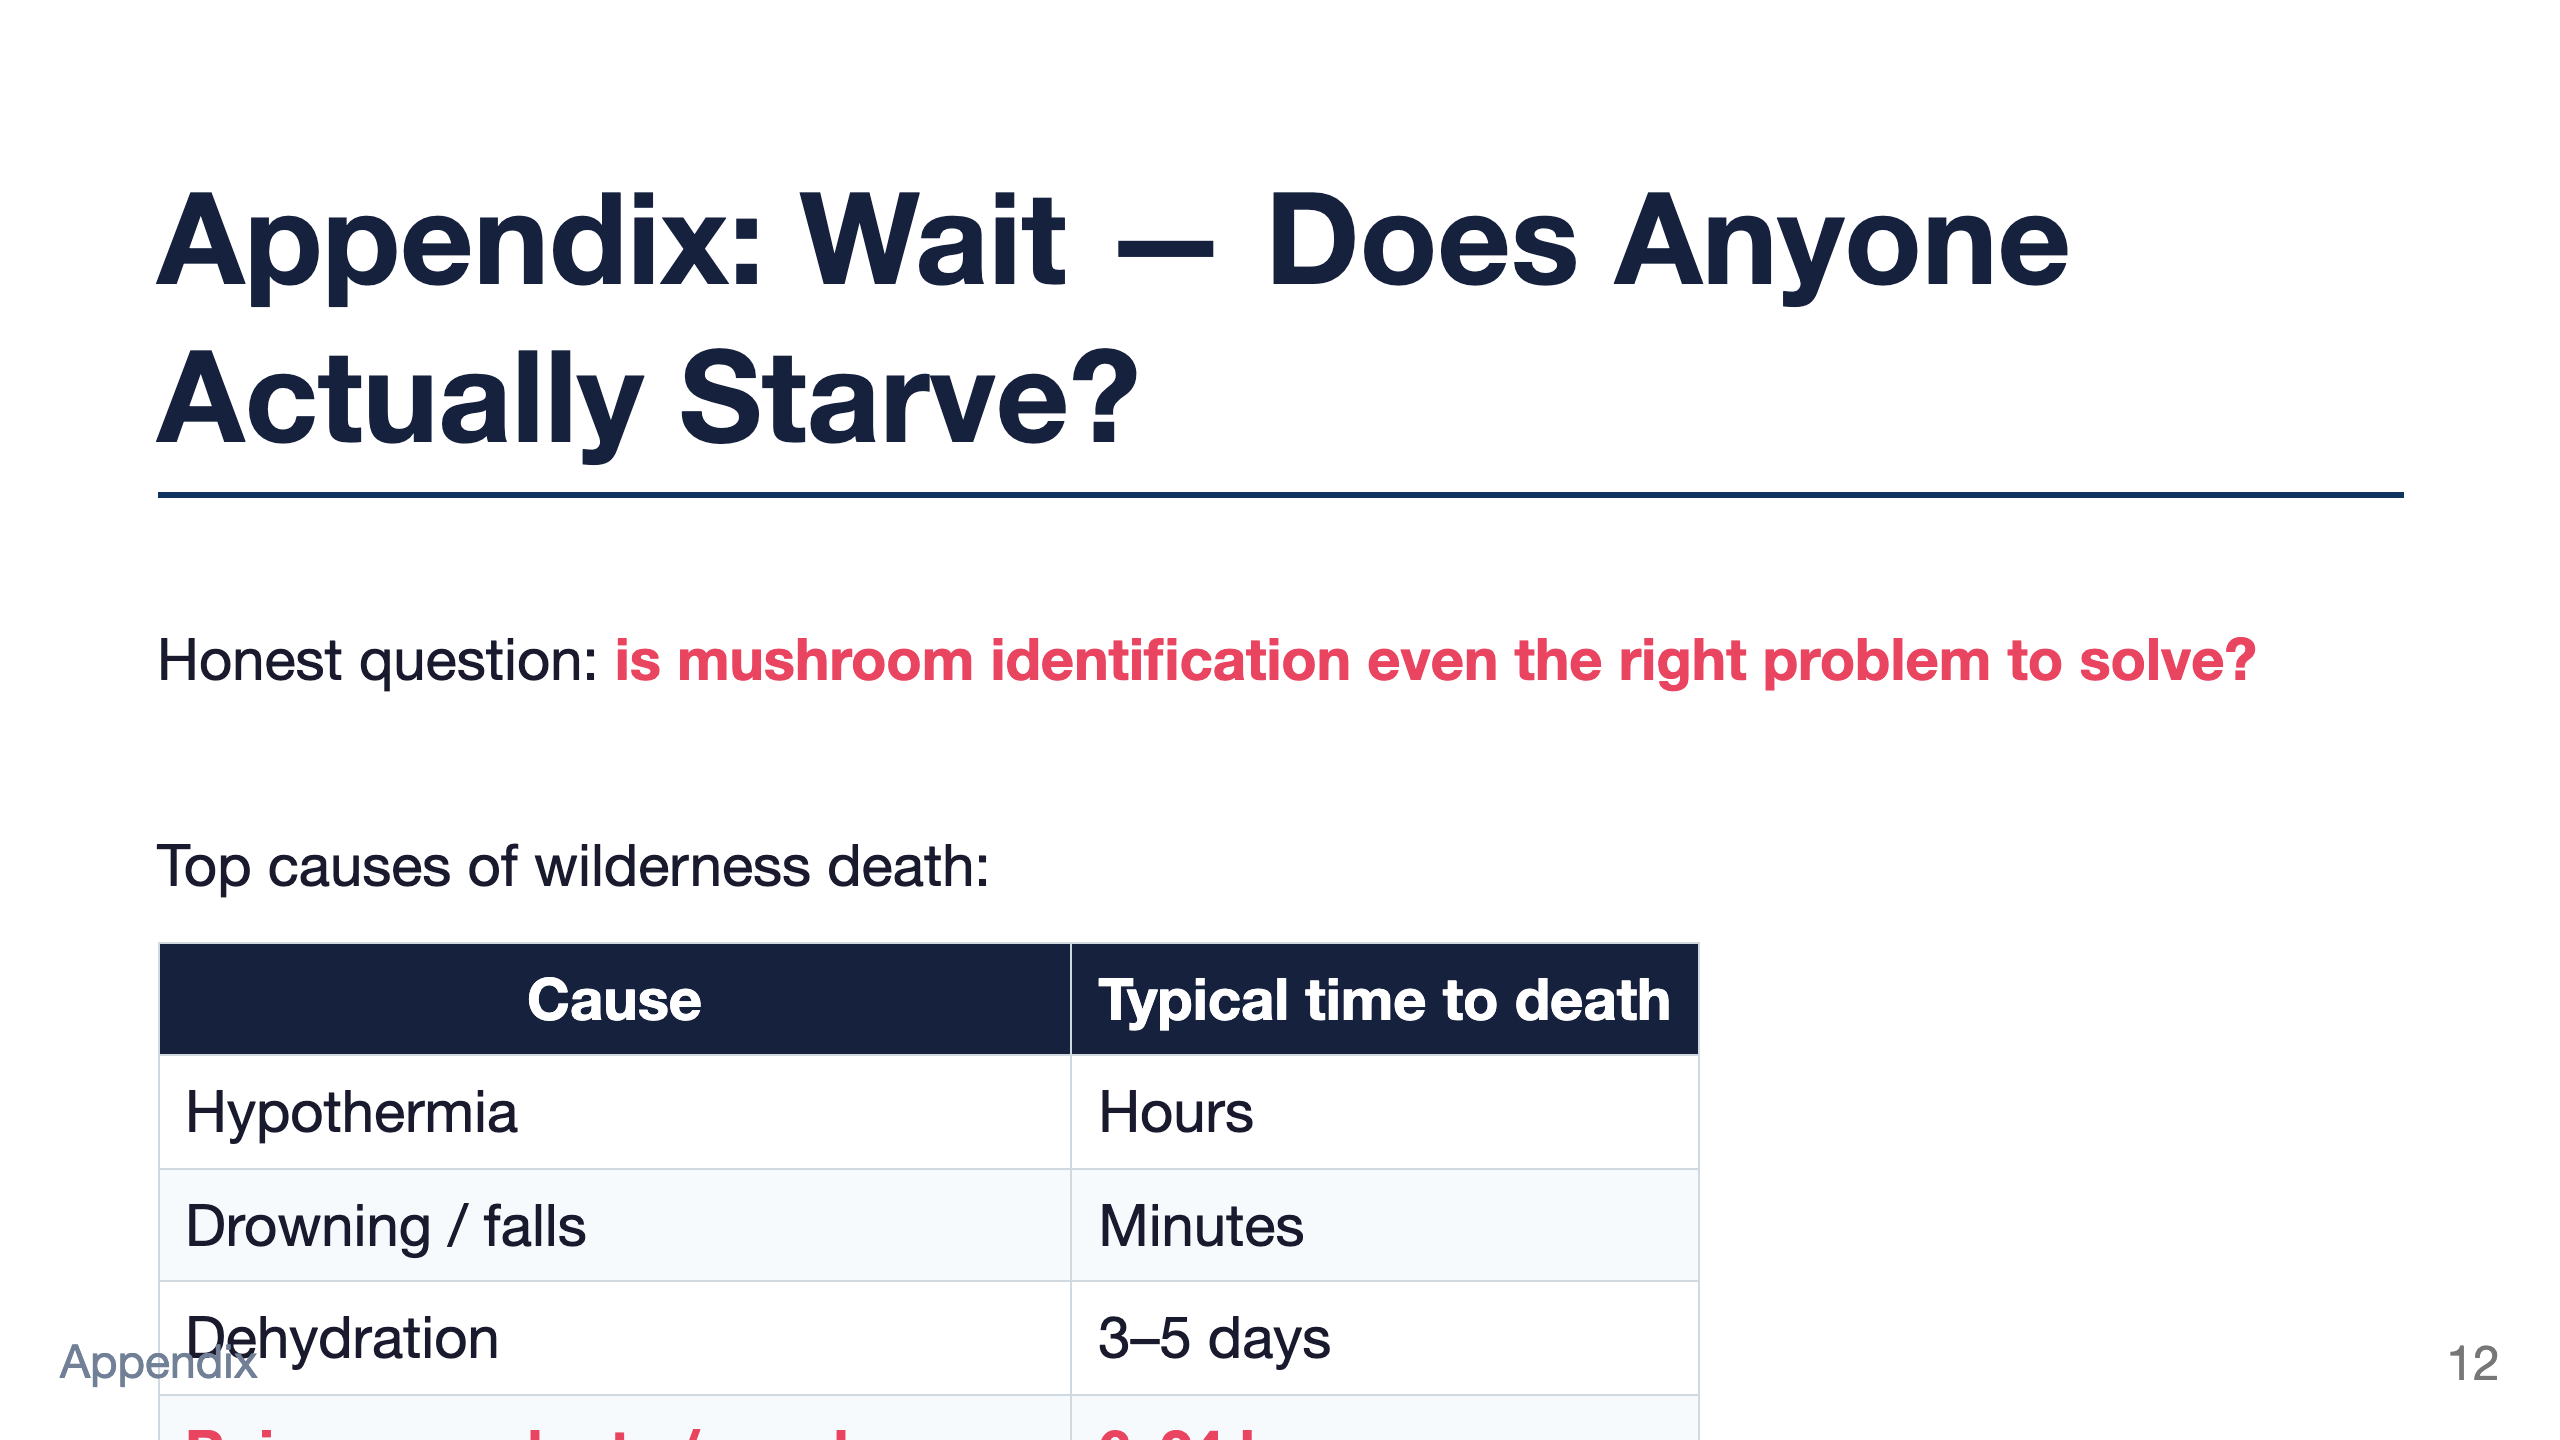 Appendix: Wait — Does Anyone
Actually Starve?
Honest question: is mushroom identification even the right problem to solve?
Top causes of wilderness death:
Cause Typical time to death
Hypothermia Hours
Drowning / falls Minutes
Dehydration 3–5 days
Appendix
12